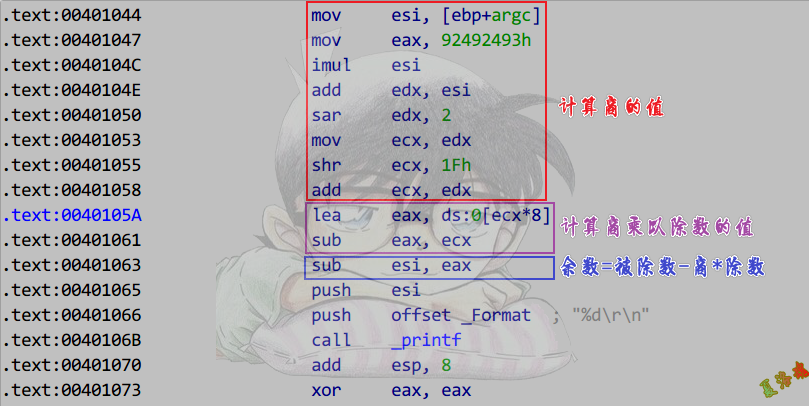 .text:00401044 mov esi, [ebp+argc]
.text:00401047 mov eax, 92492493h
.text:0040104C imul esi
.text:0040104E add edx, esi
.text:00401050 sar edx, 2
.text:00401053 mov ecx, edx
.text:00401055 shr ecx, 1Fh
.text:00401058 add ecx, edx
计算商的值
.text:0040105A lea eax, ds:0[ecx*8]
.text:00401061 sub eax, ecx
计算商乘以除数的值
.text:00401063 sub esi, eax
余数=被除数-商*除数
.text:00401065 push esi
.text:00401066 push offset _Format ; "%d\r\n"
.text:0040106B call _printf
.text:00401070 add esp, 8
.text:00401073 xor eax, eax